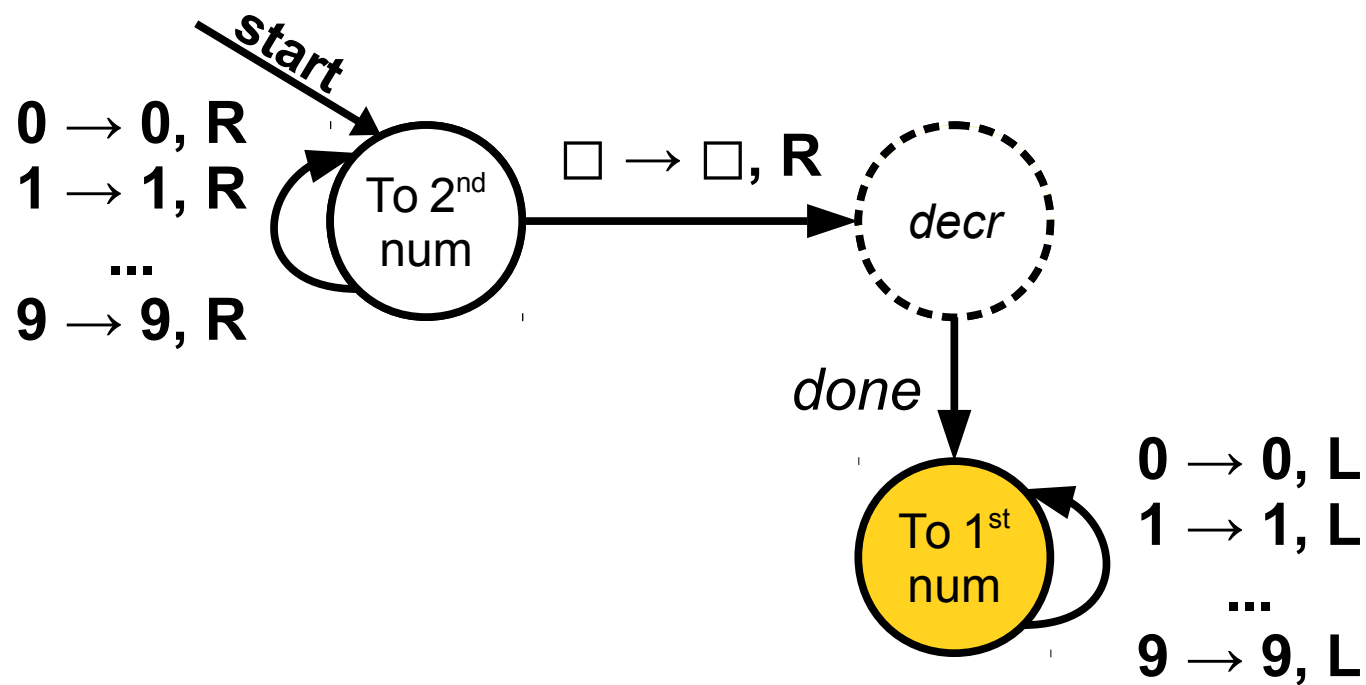 start
0 → 0, R
1 → 1, R
...
9 → 9, R
To 2nd
num
□ → □, R
decr
done
To 1st
num
0 → 0, L
1 → 1, L
...
9 → 9, L